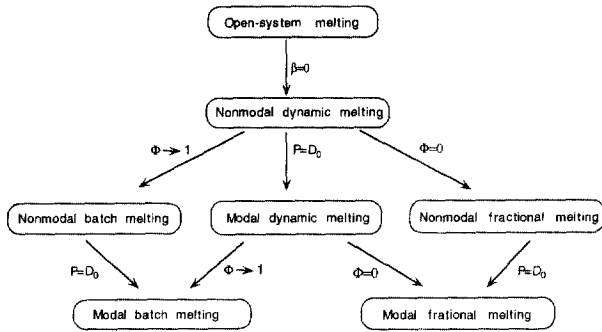 Open-system melting
β=0
Nonmodal dynamic melting
Φ→ 1
P=D₀
Φ=0
Nonmodal batch melting
Modal dynamic melting
Nonmodal fractional melting
P=D₀
Φ→ 1
Φ=0
P=D₀
Modal batch melting
Modal frational melting